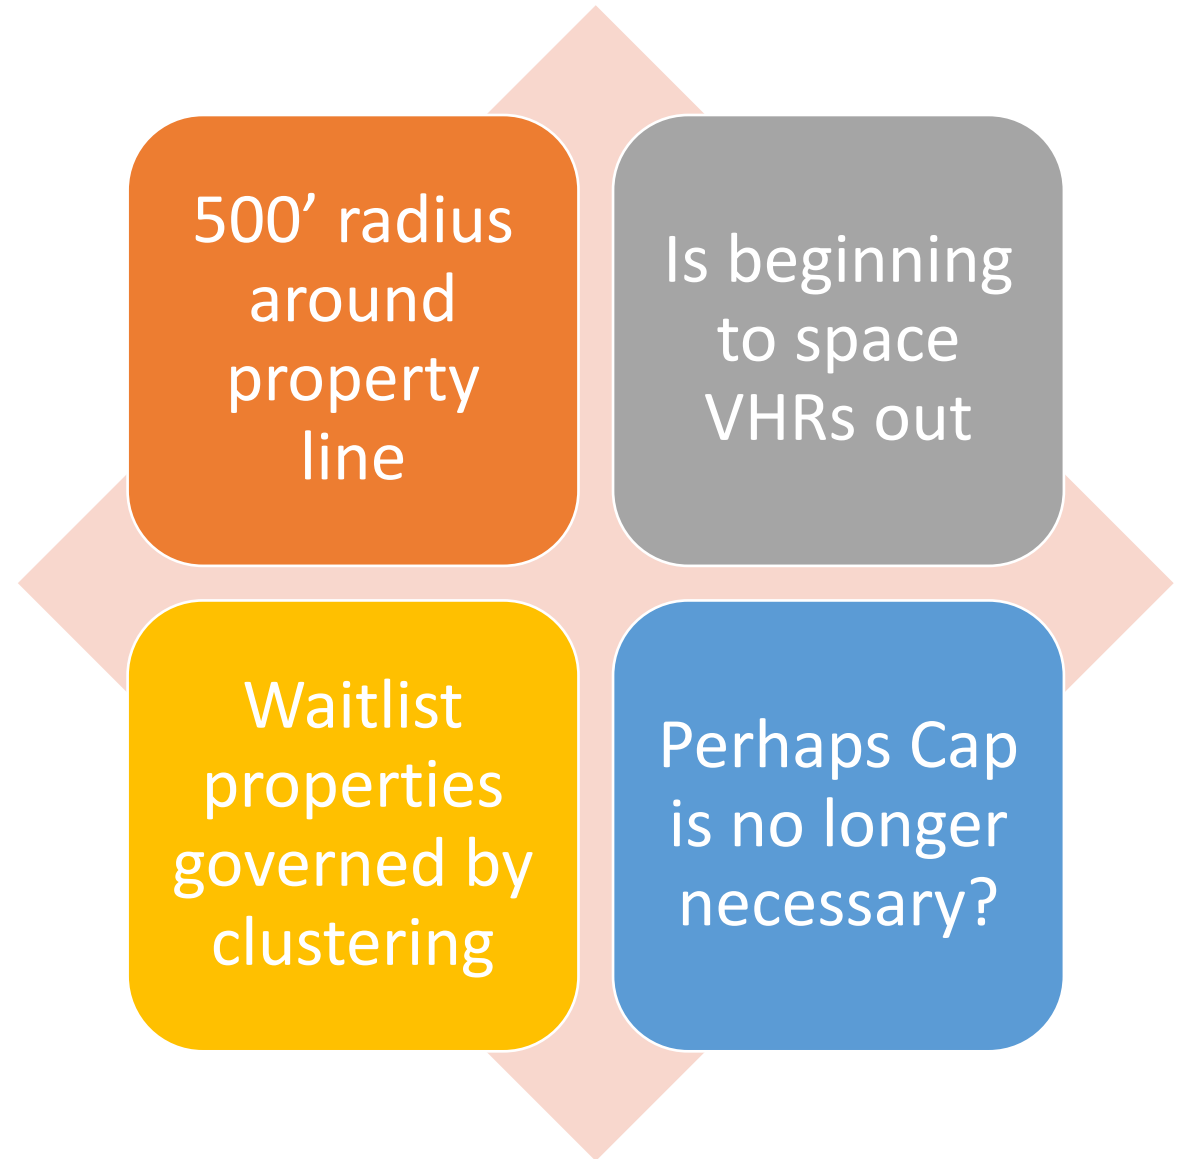 500’ radius
around
property
line
Is beginning
to space
VHRs out
Waitlist
properties
governed by
clustering
Perhaps Cap
is no longer
necessary?